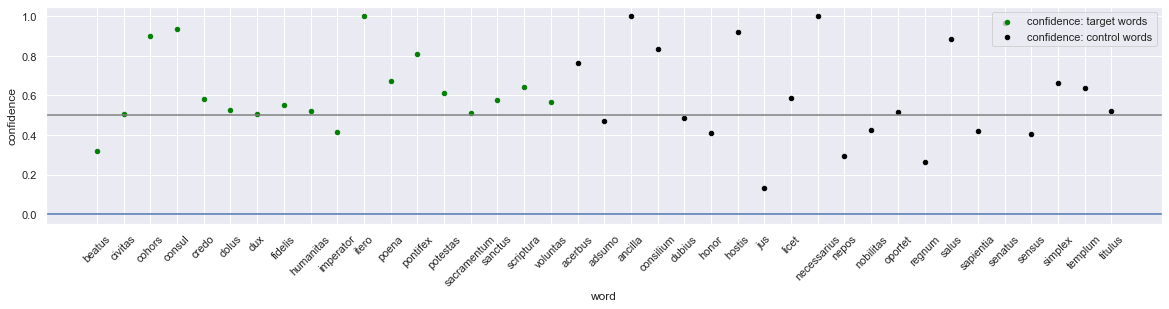 confidence: target words
confidence: control words
confidence
1.0
0.8
0.6
0.4
0.2
0.0
beatus
civitas
cohors
consul
credo
dolus
dux
fidelis
humanitas
imperator
itero
poena
pontifex
potestas
sacramentum
sanctus
scriptura
voluntas
acerbus
adsumo
ancilla
consilium
dubius
honor
hostis
jus
licet
necessarius
nepos
nobilitas
oportet
regnum
salus
sapientia
senatus
sensus
simplex
templum
titulus
word